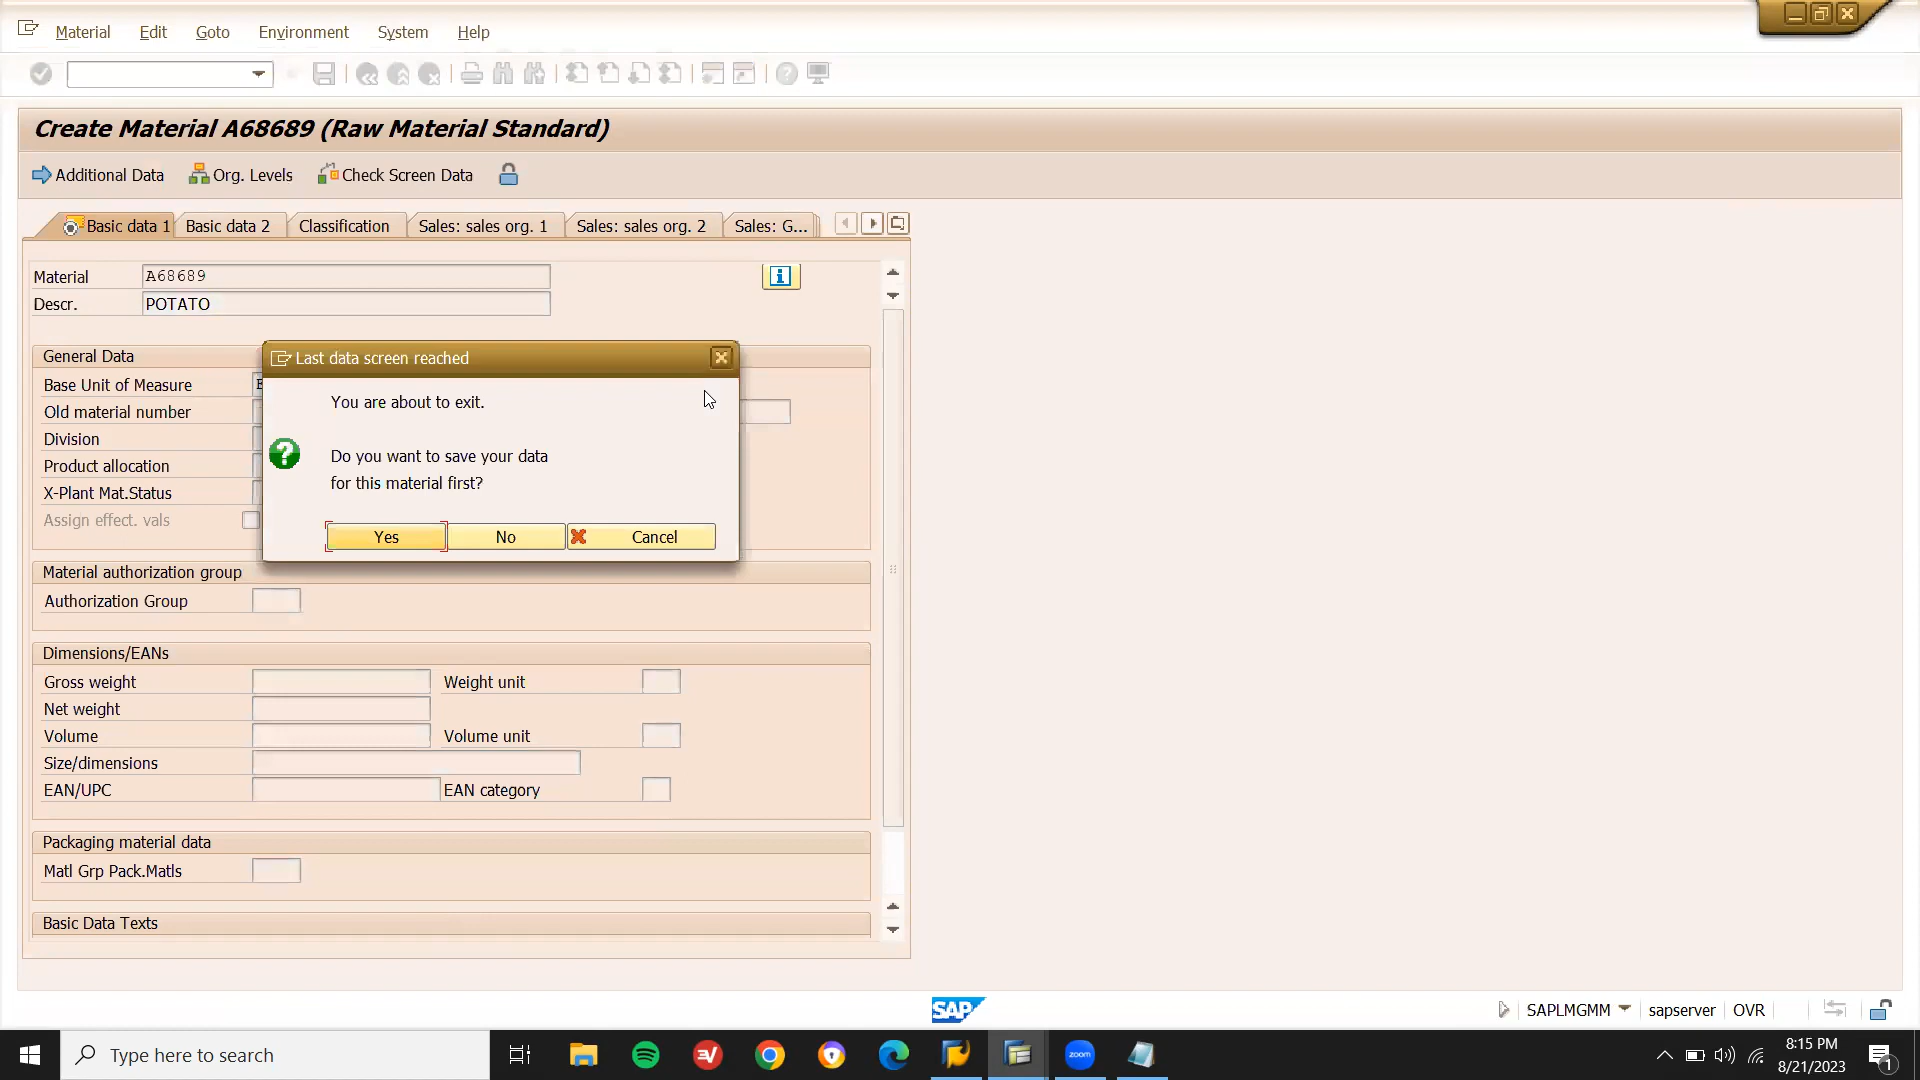 Material Edit Goto Environment System Help
Create Material A68689 (Raw Material Standard)
Additional Data Org. Levels Check Screen Data
Basic data 1 Basic data 2 Classification Sales: sales org. 1 Sales: sales org. 2 Sales: G...
Material A68689
Descr. POTATO
General Data
Base Unit of Measure
Old material number
Division
Product allocation
X-Plant Mat.Status
Assign effect. vals
Last data screen reached
You are about to exit.
Do you want to save your data
for this material first?
Yes No Cancel
Material authorization group
Authorization Group
Dimensions/EANs
Gross weight Weight unit
Net weight
Volume Volume unit
Size/dimensions
EAN/UPC EAN category
Packaging material data
Matl Grp Pack.Matls
Basic Data Texts
SAP SAPLMGMM sapserver OVR
Type here to search
zoom
8:15 PM
8/21/2023
1